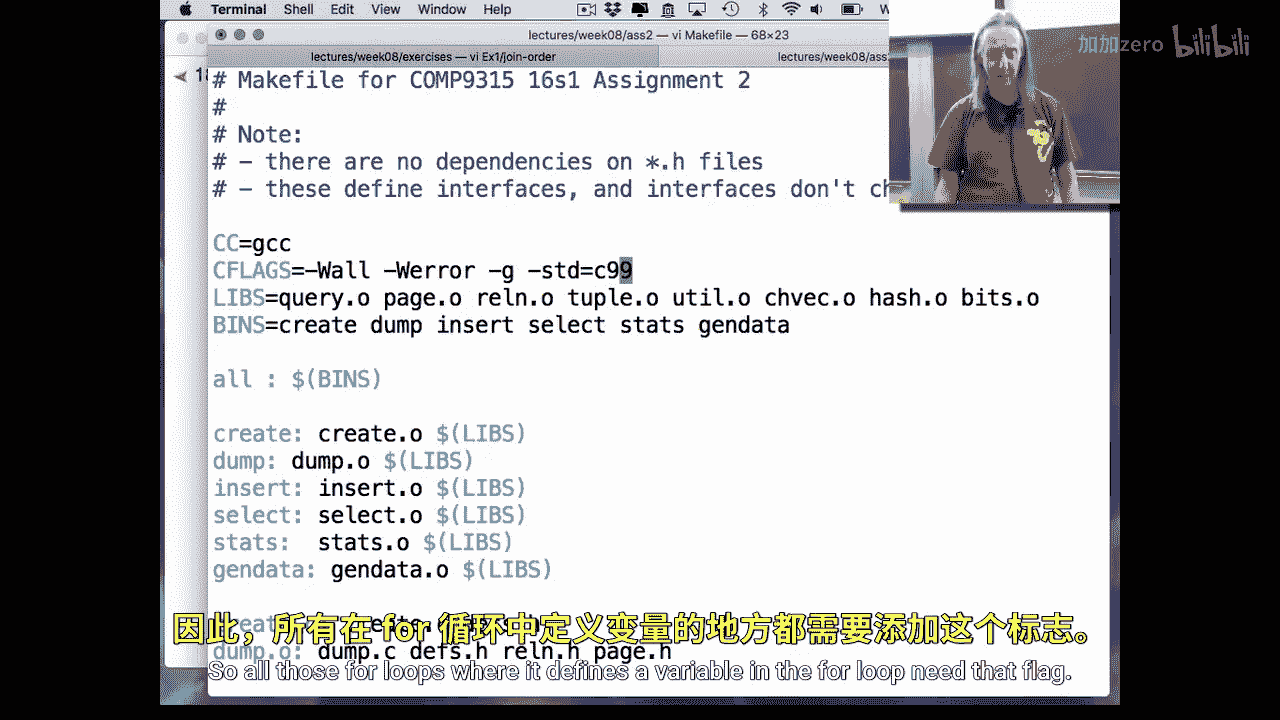 Terminal Shell Edit View Window Help
lectures/week08/ass2 — vi Makefile — 68×23
lectures/week08/exercises — vi Ex1/join-order
lectures/week08/ass
加加zero bilibili
# Makefile for COMP9315 16s1 Assignment 2
#
# Note:
# - there are no dependencies on *.h files
# - these define interfaces, and interfaces don't ch
CC=gcc
CFLAGS=-Wall -Werror -g -std=c99
LIBS=query.o page.o reln.o tuple.o util.o chvec.o hash.o bits.o
BINS=create dump insert select stats gendata
all : $(BINS)
create: create.o $(LIBS)
dump: dump.o $(LIBS)
insert: insert.o $(LIBS)
select: select.o $(LIBS)
stats:  stats.o $(LIBS)
gendata: gendata.o $(LIBS)
因此，所有在 for 循环中定义变量的地方都需要添加这个标志。
dump.o: dump.c defs.h reln.h page.h
So all those for loops where it defines a variable in the for loop need that flag.